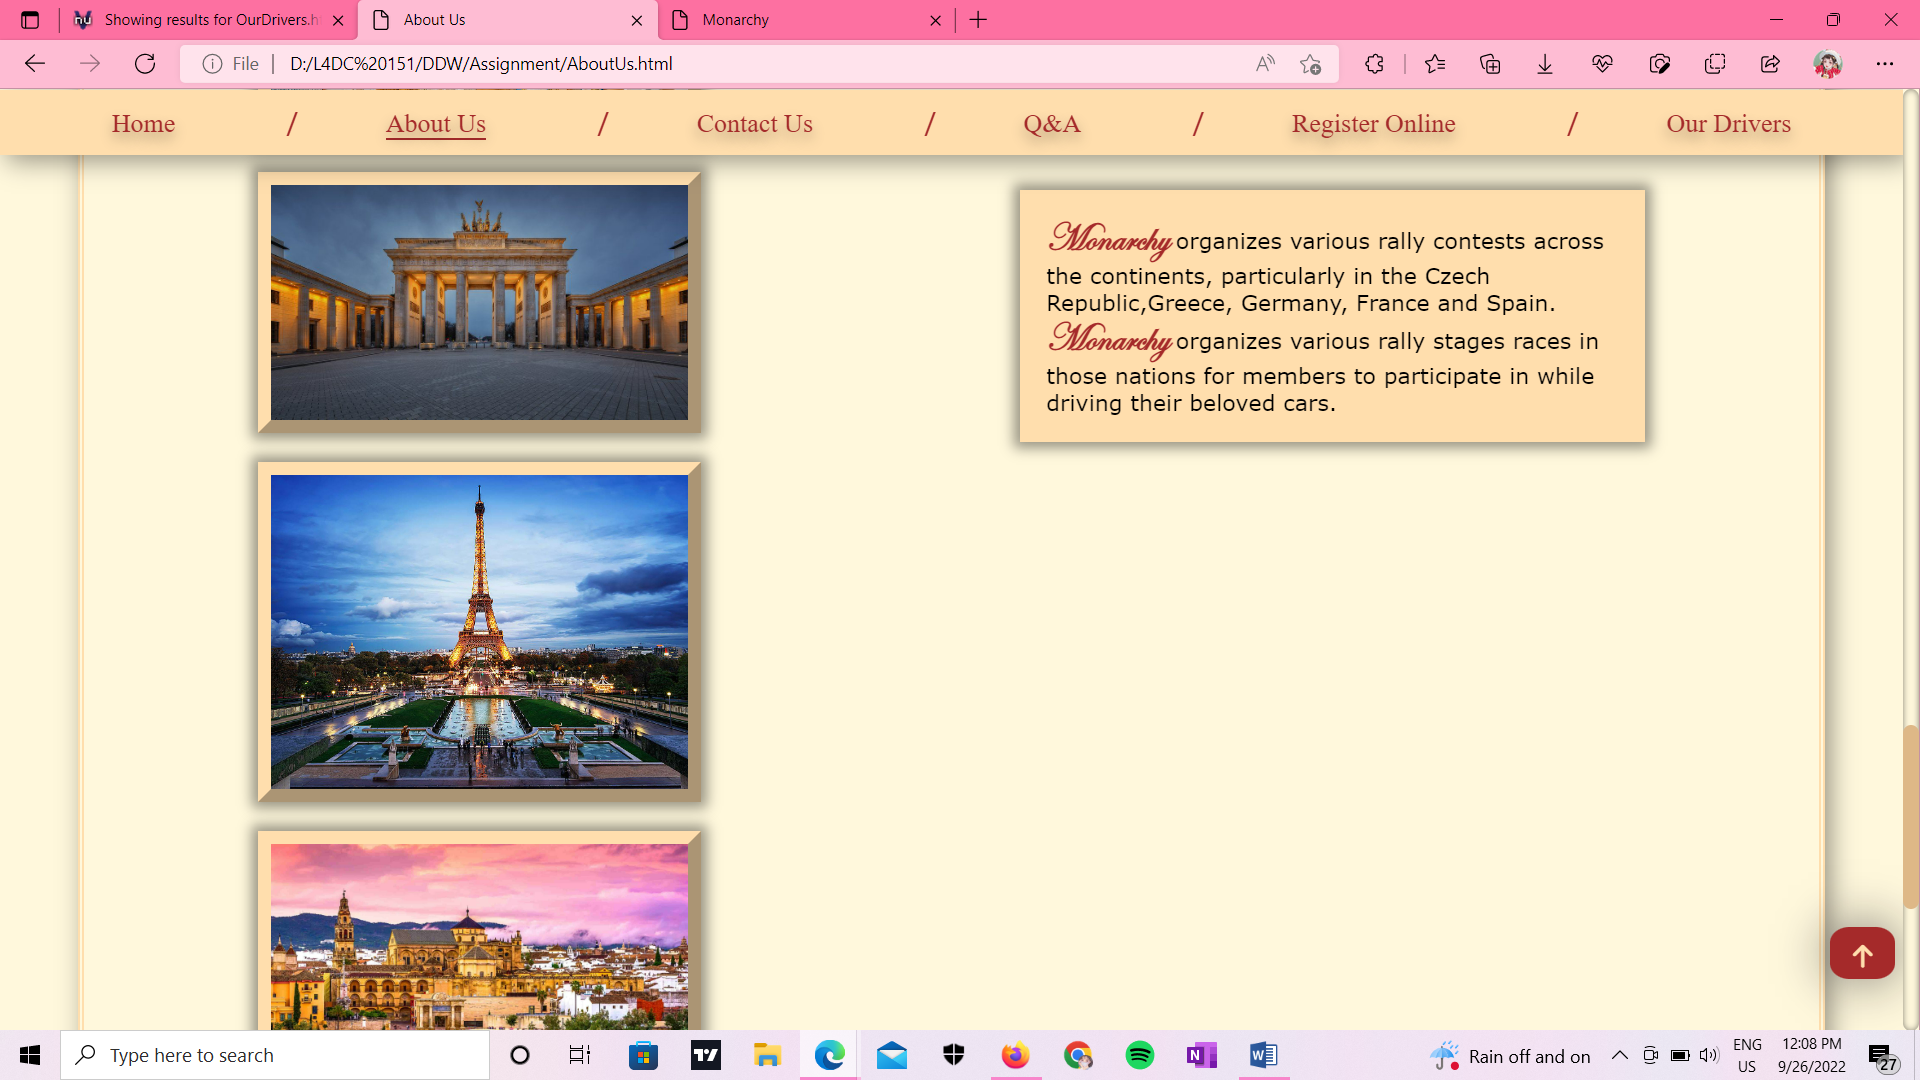 Showing results for OurDrivers.h
About Us
Monarchy
File
D:/L4DC%20151/DDW/Assignment/AboutUs.html
Home / About Us / Contact Us / Q&A / Register Online / Our Drivers
Monarchy organizes various rally contests across
the continents, particularly in the Czech
Republic,Greece, Germany, France and Spain.
Monarchy organizes various rally stages races in
those nations for members to participate in while
driving their beloved cars.
Type here to search
Rain off and on
ENG
US
12:08 PM
9/26/2022
27